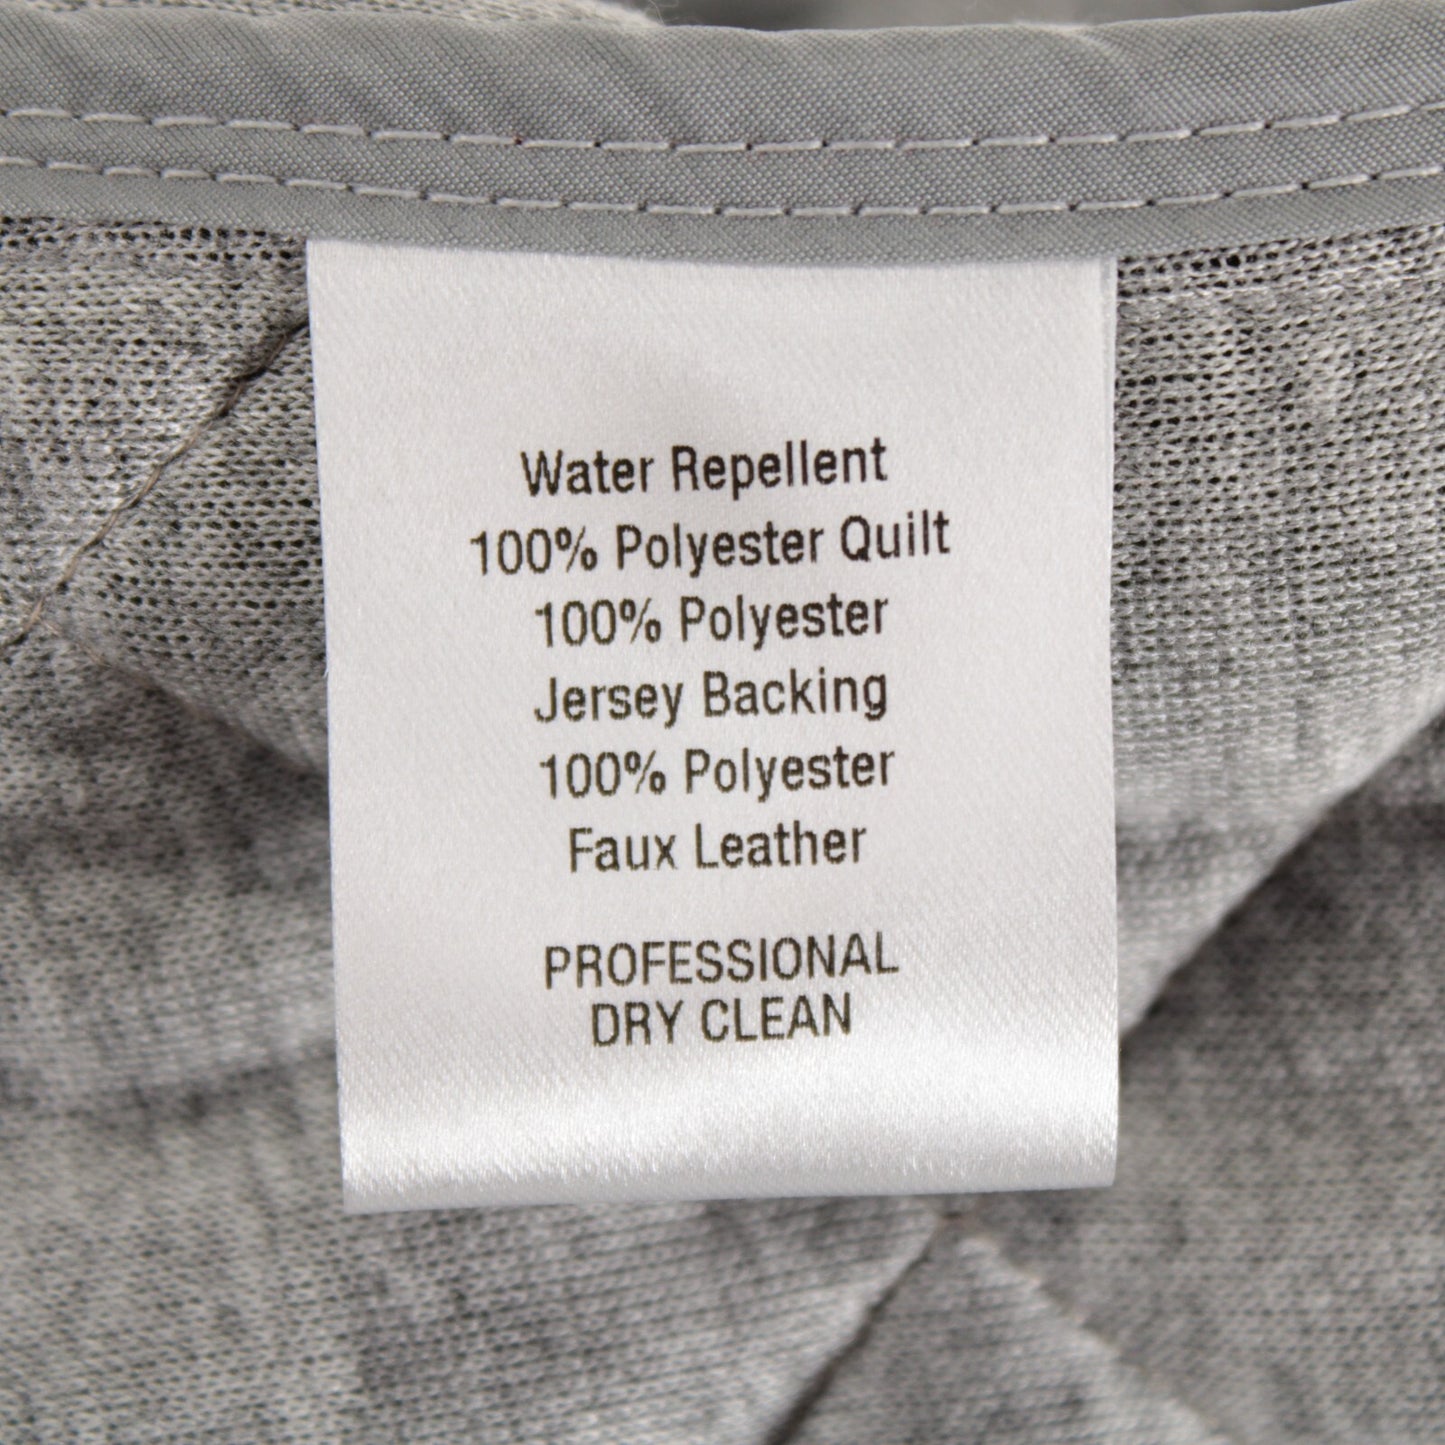 Water Repellent
100% Polyester Quilt
100% Polyester
Jersey Backing
100% Polyester
Faux Leather
PROFESSIONAL
DRY CLEAN